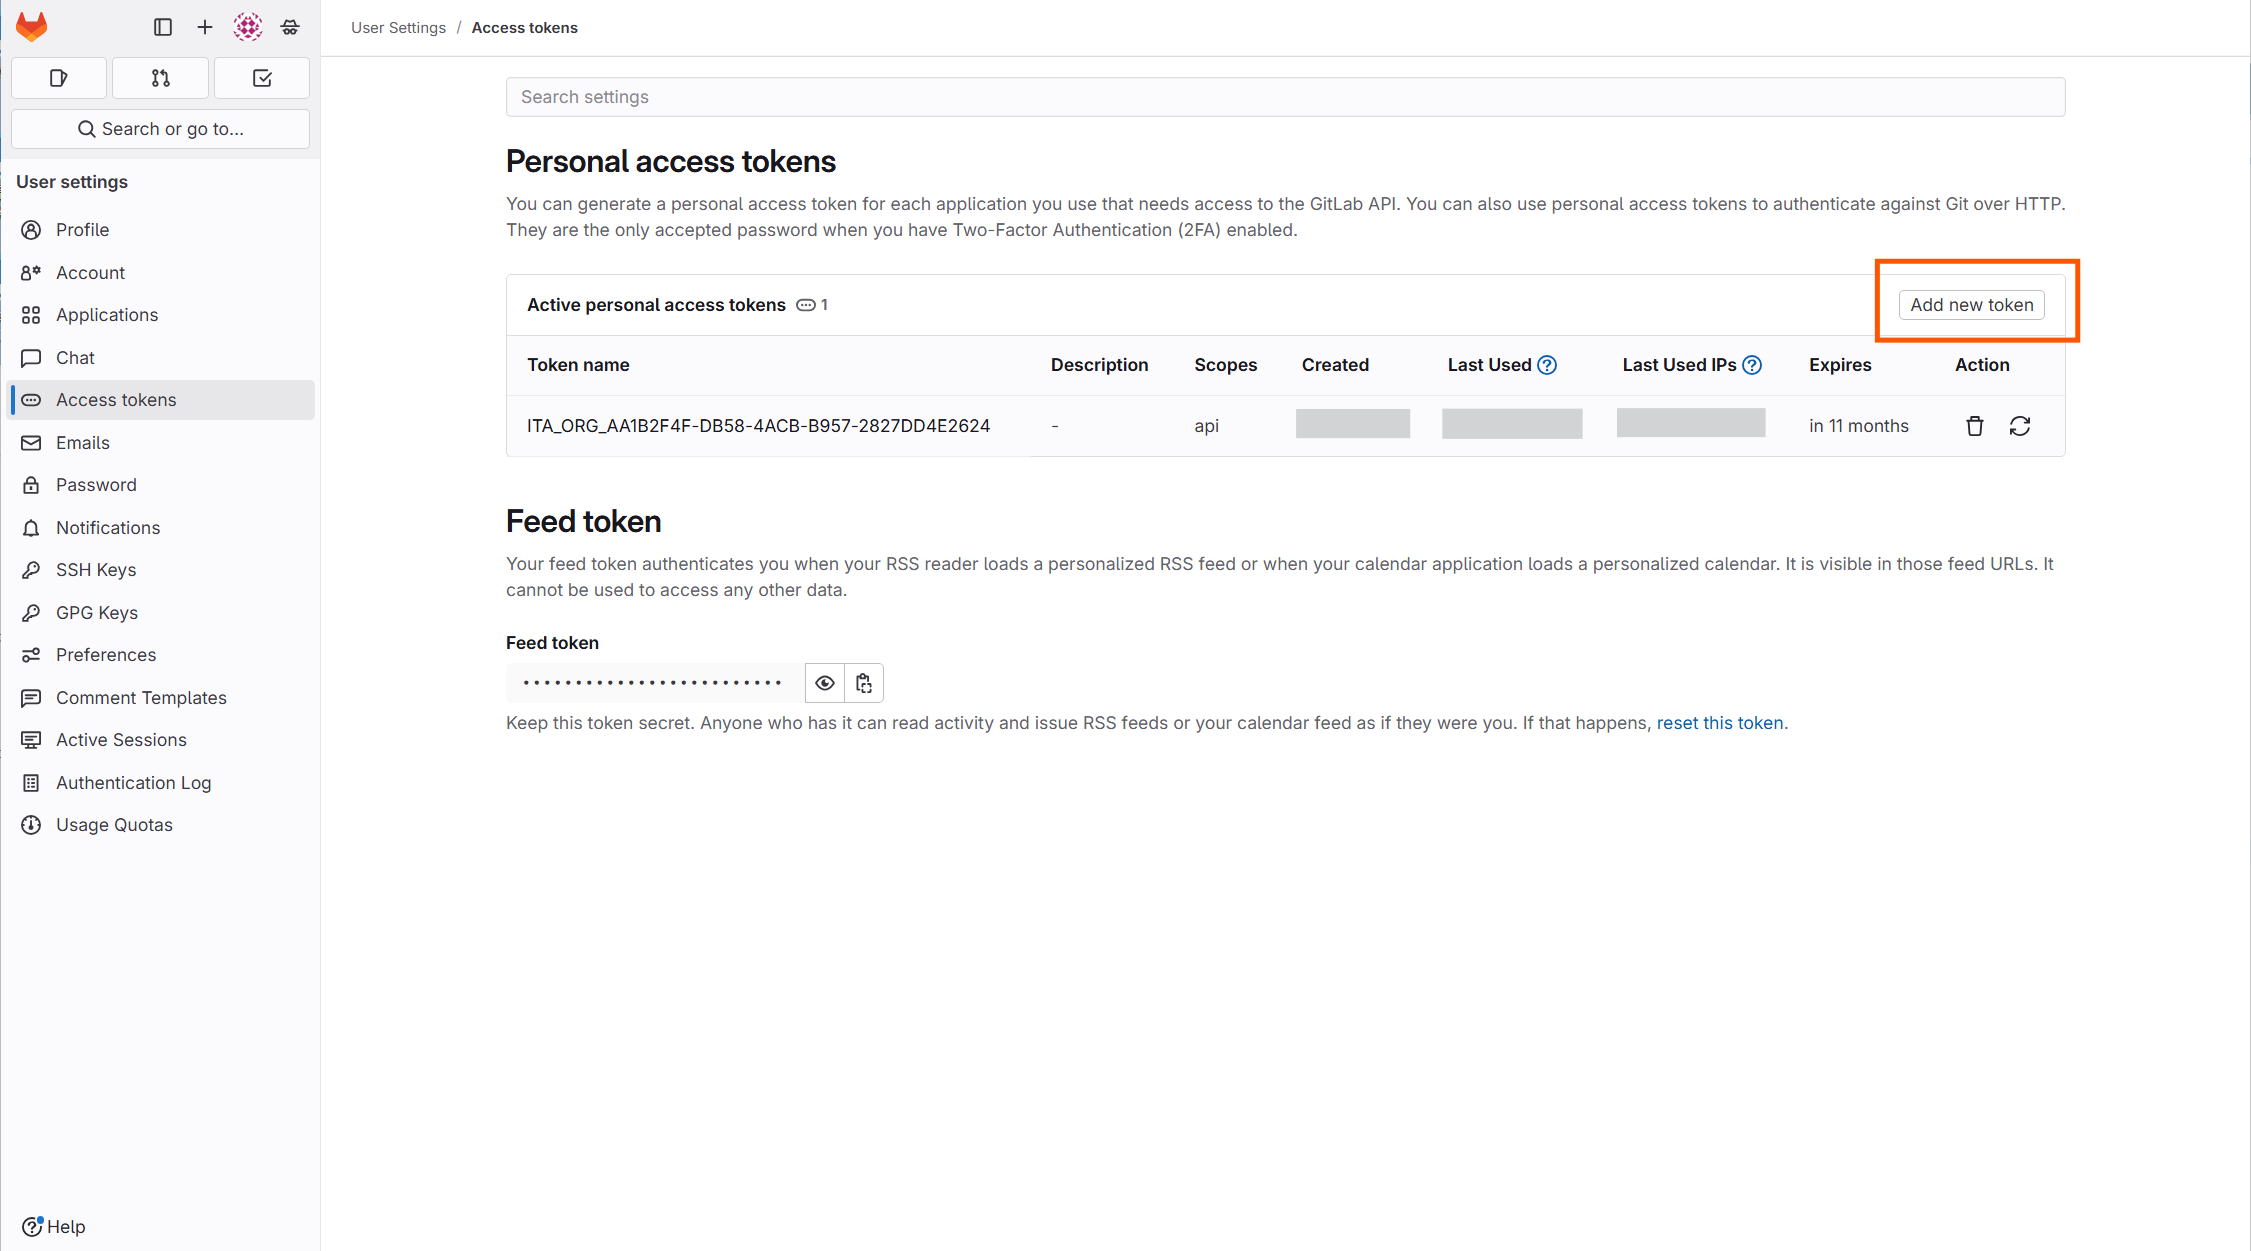 User Settings / Access tokens
Search or go to...
User settings
Profile
Account
Applications
Chat
Access tokens
Emails
Password
Notifications
SSH Keys
GPG Keys
Preferences
Comment Templates
Active Sessions
Authentication Log
Usage Quotas
Help
Search settings
Personal access tokens
You can generate a personal access token for each application you use that needs access to the GitLab API. You can also use personal access tokens to authenticate against Git over HTTP.
They are the only accepted password when you have Two-Factor Authentication (2FA) enabled.
Active personal access tokens 1
Add new token
Token name Description Scopes Created Last Used Last Used IPs Expires Action
ITA_ORG_AA1B2F4F-DB58-4ACB-B957-2827DD4E2624 - api in 11 months
Feed token
Your feed token authenticates you when your RSS reader loads a personalized RSS feed or when your calendar application loads a personalized calendar. It is visible in those feed URLs. It
cannot be used to access any other data.
Feed token
Keep this token secret. Anyone who has it can read activity and issue RSS feeds or your calendar feed as if they were you. If that happens, reset this token.